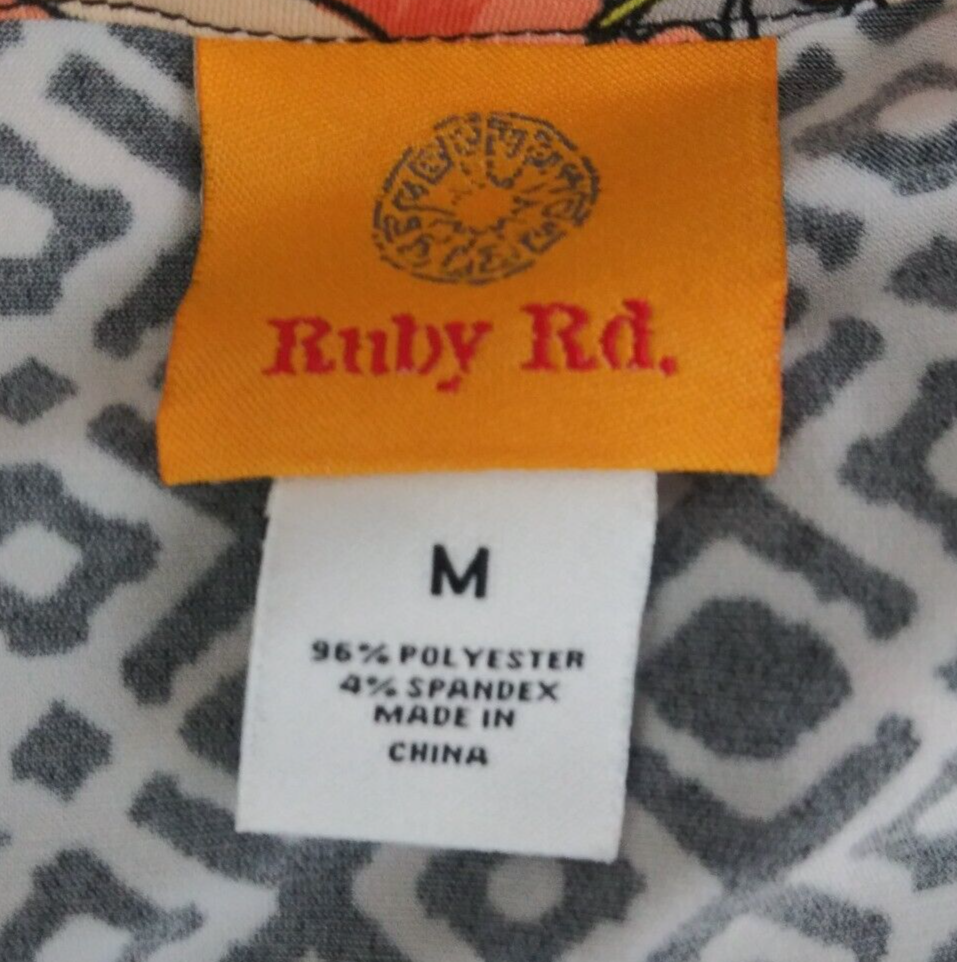 Ruby Rd.
M
96% POLYESTER
4% SPANDEX
MADE IN
CHINA